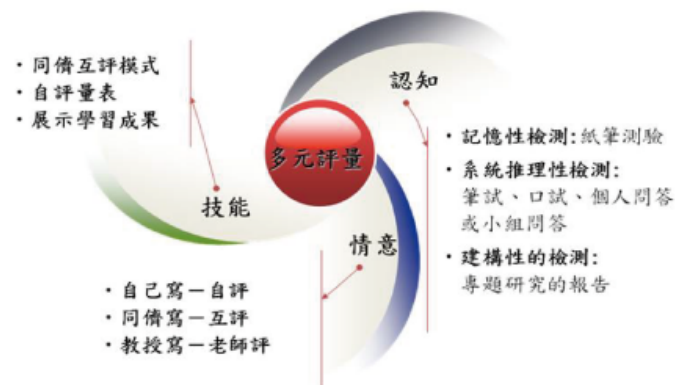 多元評量
認知
・記憶性檢測:紙筆測驗
・系統推理性檢測:
筆試、口試、個人問答
或小組問答
・建構性的檢測:
專題研究的報告
情意
・自己寫－自評
・同儕寫－互評
・教授寫－老師評
技能
・同儕互評模式
・自評量表
・展示學習成果